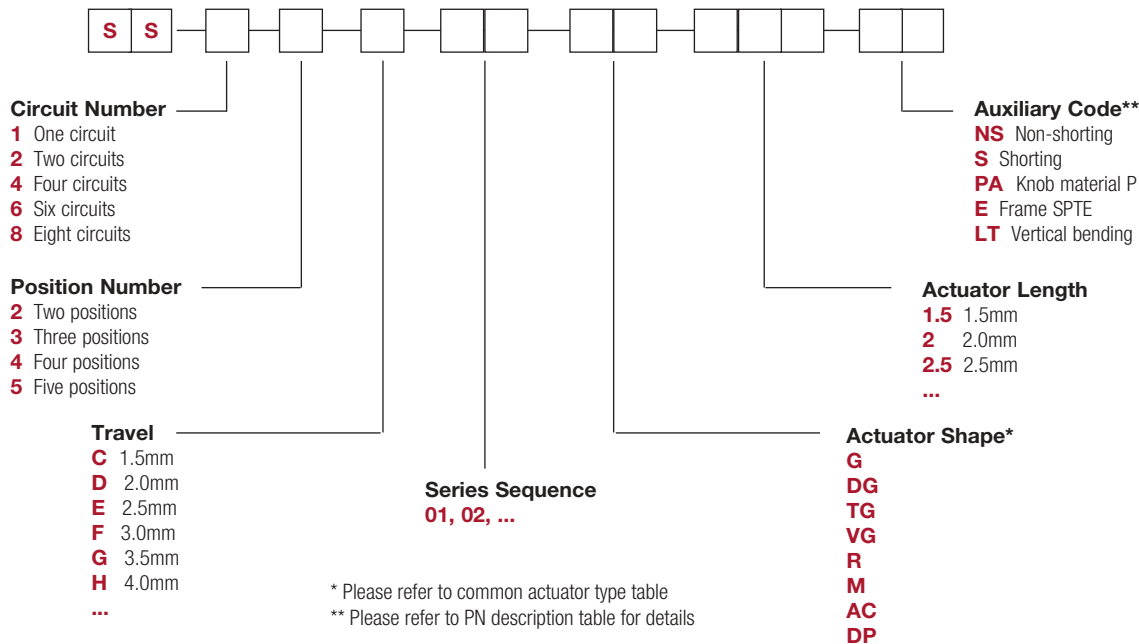 S S
Circuit Number
1 One circuit
2 Two circuits
4 Four circuits
6 Six circuits
8 Eight circuits
Position Number
2 Two positions
3 Three positions
4 Four positions
5 Five positions
Travel
C 1.5mm
D 2.0mm
E 2.5mm
F 3.0mm
G 3.5mm
H 4.0mm
...
Series Sequence
01, 02, ...
Actuator Shape*
G
DG
TG
VG
R
M
AC
DP
Actuator Length
1.5 1.5mm
2 2.0mm
2.5 2.5mm
...
Auxiliary Code**
NS Non-shorting
S Shorting
PA Knob material P
E Frame SPTE
LT Vertical bending
* Please refer to common actuator type table
** Please refer to PN description table for details